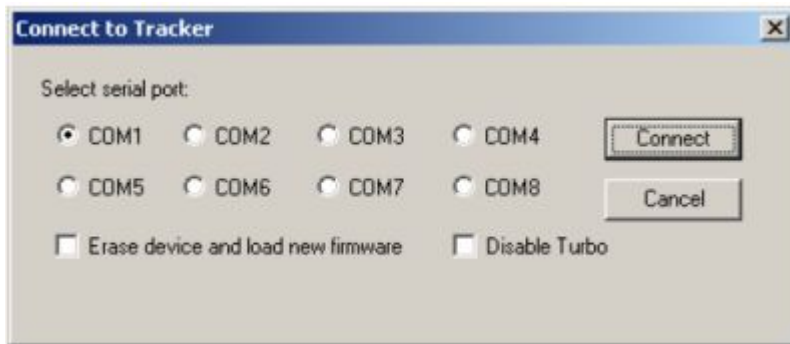 Connect to Tracker
Select serial port:
COM1 COM2 COM3 COM4 Connect
COM5 COM6 COM7 COM8 Cancel
Erase device and load new firmware Disable Turbo